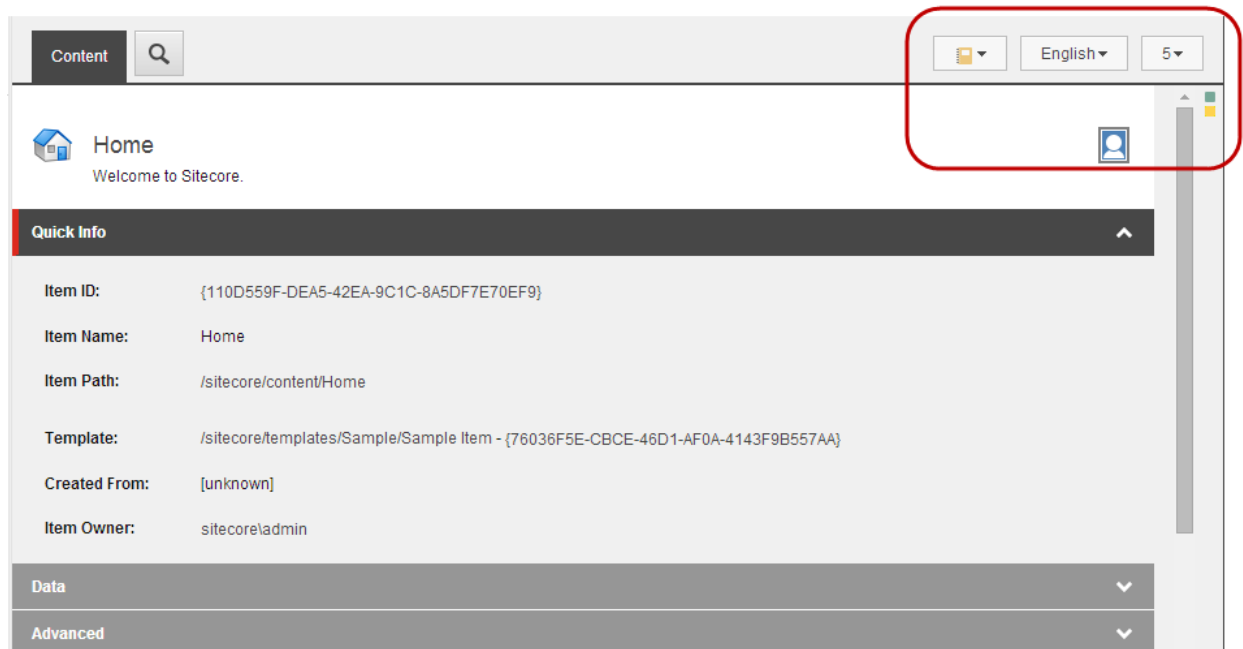 Content
English
5
Home
Welcome to Sitecore.
Quick Info
Item ID: {110D559F-DEA5-42EA-9C1C-8A5DF7E70EF9}
Item Name: Home
Item Path: /sitecore/content/Home
Template: /sitecore/templates/Sample/Sample Item - {76036F5E-CBCE-46D1-AF0A-4143F9B557AA}
Created From: [unknown]
Item Owner: sitecore\admin
Data
Advanced